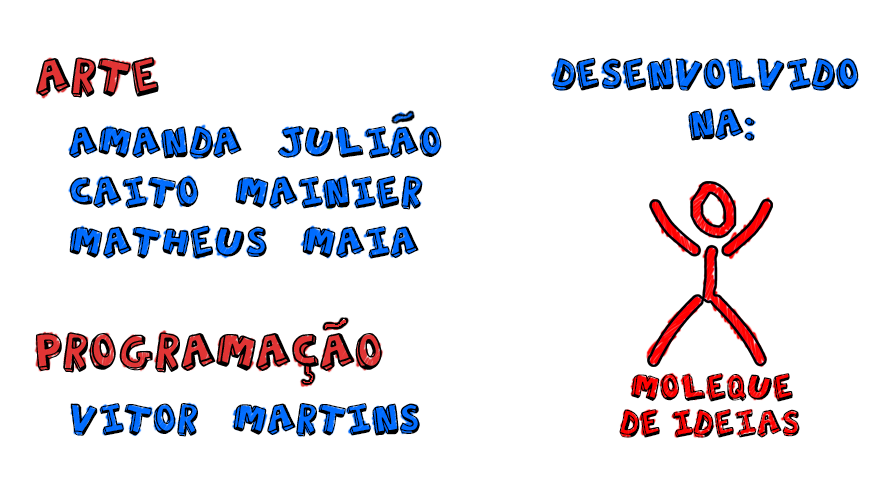 ARTE
AMANDA JULIÃO
CAITO MAINIER
MATHEUS MAIA
PROGRAMAÇÃO
VITOR MARTINS
DESENVOLVIDO
NA:
MOLEQUE
DE IDEIAS